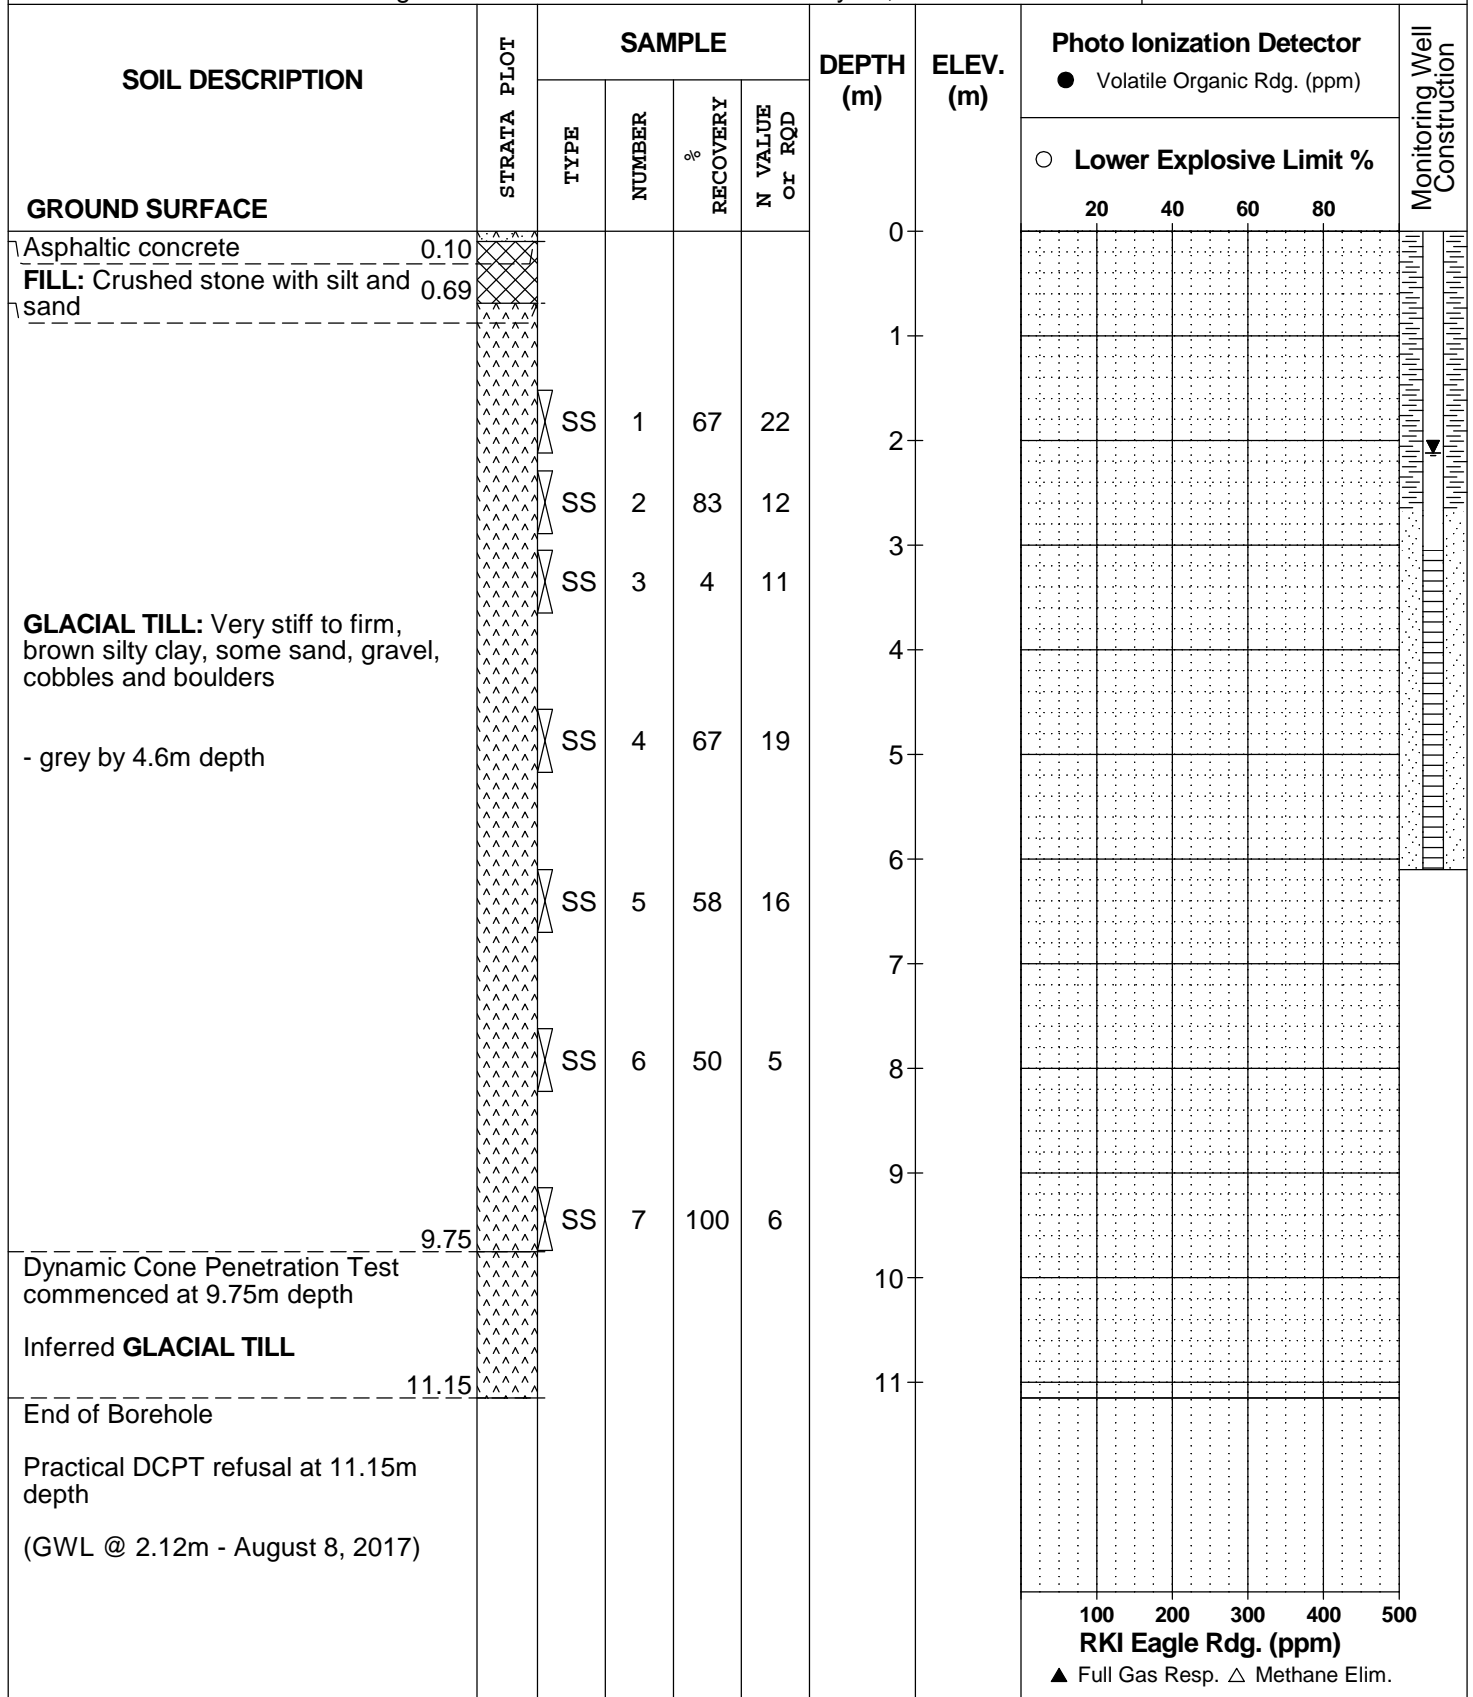 SOIL DESCRIPTION
GROUND SURFACE
STRATA PLOT
SAMPLE
TYPE
NUMBER
% RECOVERY
N VALUE or RQD
DEPTH (m)
ELEV. (m)
Photo Ionization Detector
● Volatile Organic Rdg. (ppm)
○ Lower Explosive Limit %
20 40 60 80
Monitoring Well Construction
0
Asphaltic concrete 0.10
FILL: Crushed stone with silt and 0.69
sand
1
SS 1 67 22
2
SS 2 83 12
3
SS 3 4 11
GLACIAL TILL: Very stiff to firm,
brown silty clay, some sand, gravel,
cobbles and boulders
4
- grey by 4.6m depth
SS 4 67 19
5
6
SS 5 58 16
7
SS 6 50 5
8
9
SS 7 100 6
9.75
Dynamic Cone Penetration Test
commenced at 9.75m depth
10
Inferred GLACIAL TILL
11.15
11
End of Borehole
Practical DCPT refusal at 11.15m
depth
(GWL @ 2.12m - August 8, 2017)
100 200 300 400 500
RKI Eagle Rdg. (ppm)
▲ Full Gas Resp. △ Methane Elim.